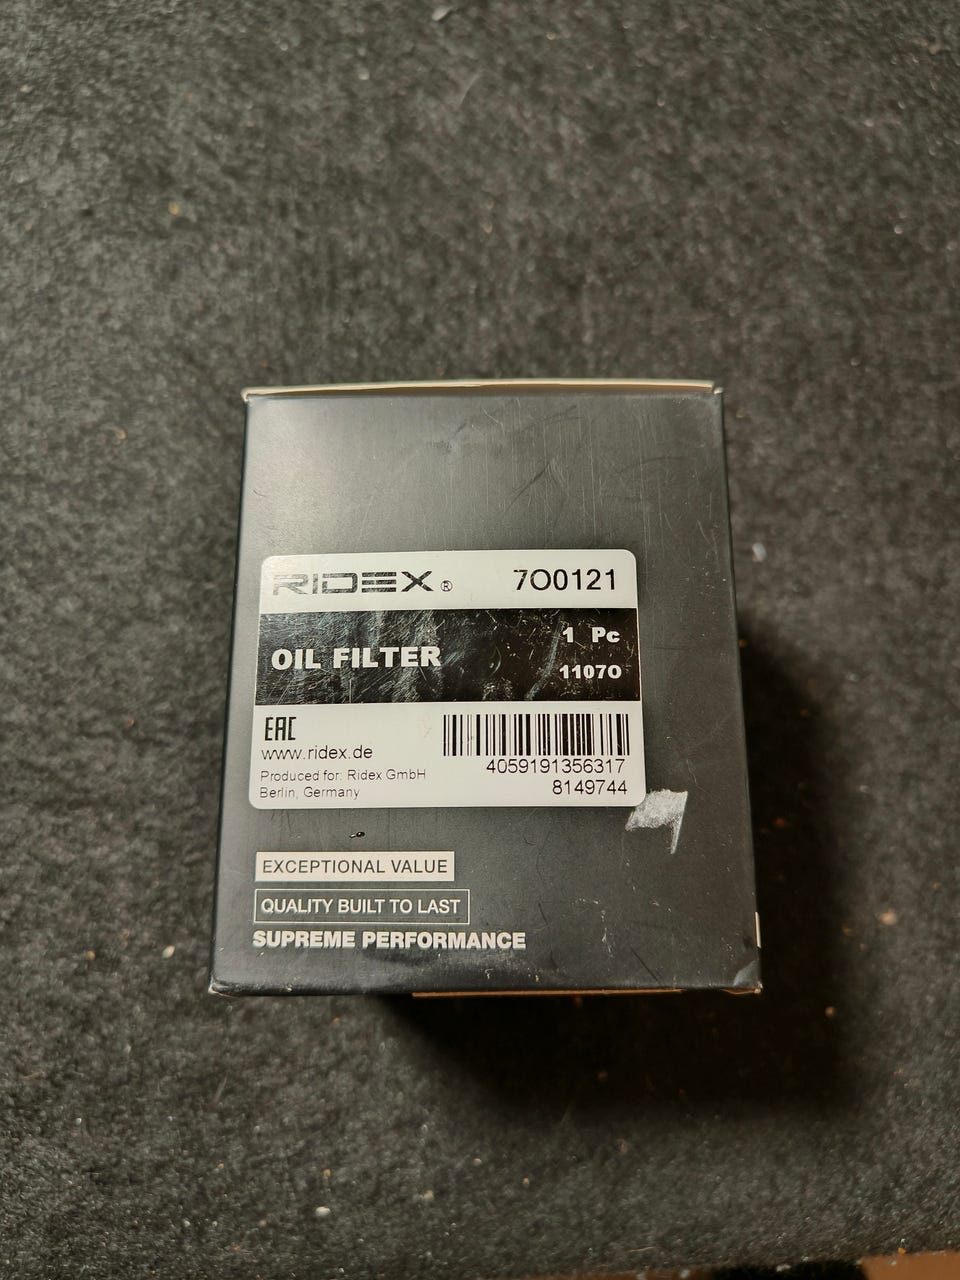 RIDEX ® 7O0121
OIL FILTER
1 Pc
1107O
EAC
www.ridex.de
Produced for: Ridex GmbH
Berlin, Germany
4059191356317
8149744
EXCEPTIONAL VALUE
QUALITY BUILT TO LAST
SUPREME PERFORMANCE